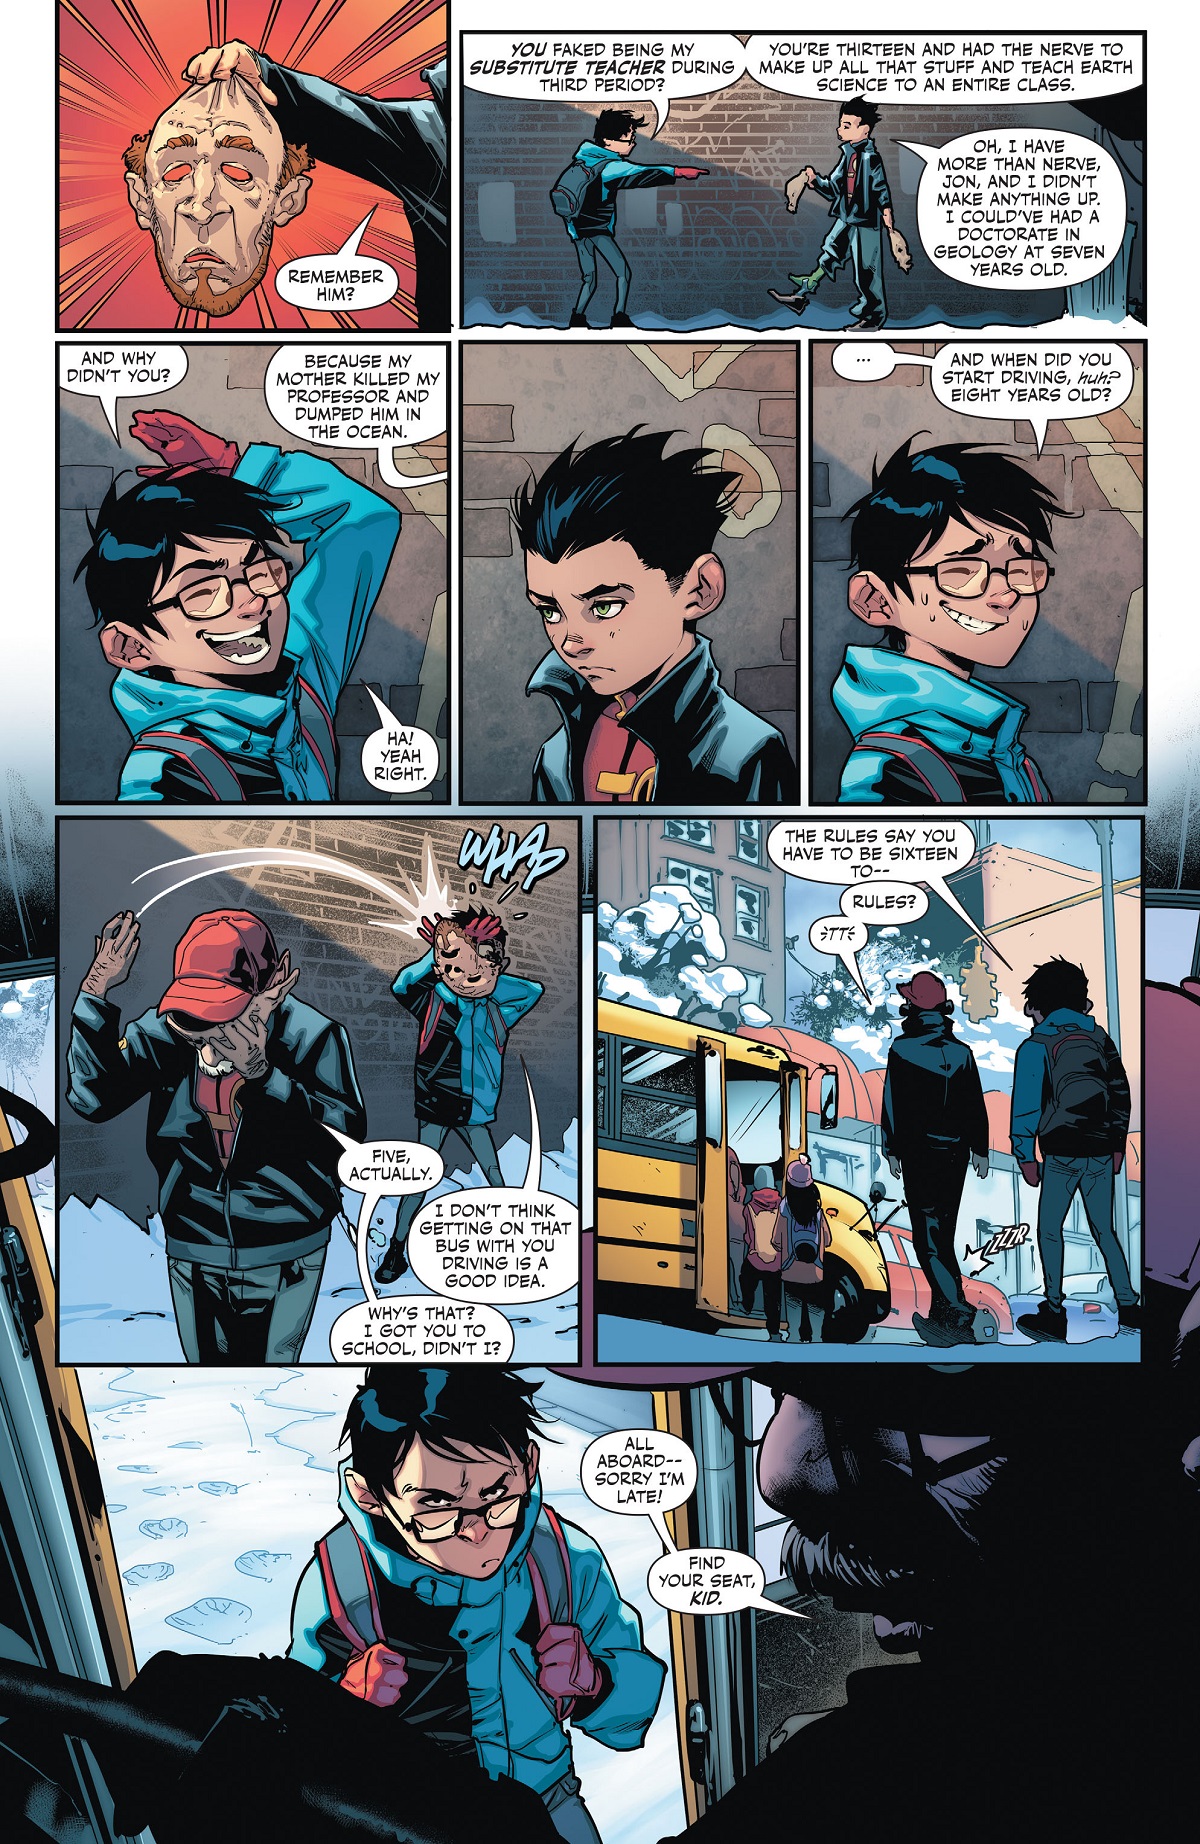 REMEMBER
HIM?
YOU FAKED BEING MY
SUBSTITUTE TEACHER DURING
THIRD PERIOD?
YOU'RE THIRTEEN AND HAD THE NERVE TO
MAKE UP ALL THAT STUFF AND TEACH EARTH
SCIENCE TO AN ENTIRE CLASS.
OH, I HAVE
MORE THAN NERVE,
JON, AND I DIDN'T
MAKE ANYTHING UP.
I COULD'VE HAD A
DOCTORATE IN
GEOLOGY AT SEVEN
YEARS OLD.
AND WHY
DIDN'T YOU?
BECAUSE MY
MOTHER KILLED MY
PROFESSOR AND
DUMPED HIM IN
THE OCEAN.
HA!
YEAH
RIGHT.
...
AND WHEN DID YOU
START DRIVING, huh?
EIGHT YEARS OLD?
WHAP
FIVE,
ACTUALLY.
I DON'T THINK
GETTING ON THAT
BUS WITH YOU
DRIVING IS A
GOOD IDEA.
WHY'S THAT?
I GOT YOU TO
SCHOOL, DIDN'T I?
THE RULES SAY YOU
HAVE TO BE SIXTEEN
TO--
RULES?
TT
ZZZR
ALL
ABOARD--
SORRY I'M
LATE!
FIND
YOUR SEAT,
KID.